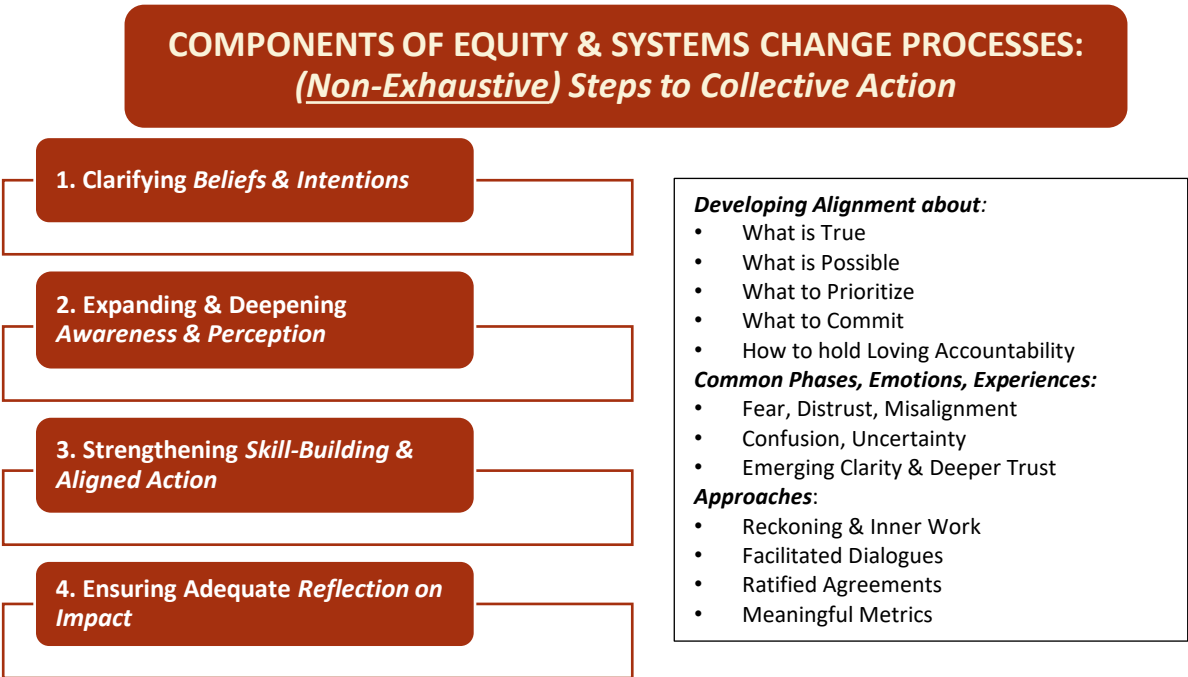 COMPONENTS OF EQUITY & SYSTEMS CHANGE PROCESSES:
(Non-Exhaustive) Steps to Collective Action
1. Clarifying Beliefs & Intentions
2. Expanding & Deepening
Awareness & Perception
3. Strengthening Skill-Building &
Aligned Action
4. Ensuring Adequate Reflection on
Impact
Developing Alignment about:
• What is True
• What is Possible
• What to Prioritize
• What to Commit
• How to hold Loving Accountability
Common Phases, Emotions, Experiences:
• Fear, Distrust, Misalignment
• Confusion, Uncertainty
• Emerging Clarity & Deeper Trust
Approaches:
• Reckoning & Inner Work
• Facilitated Dialogues
• Ratified Agreements
• Meaningful Metrics